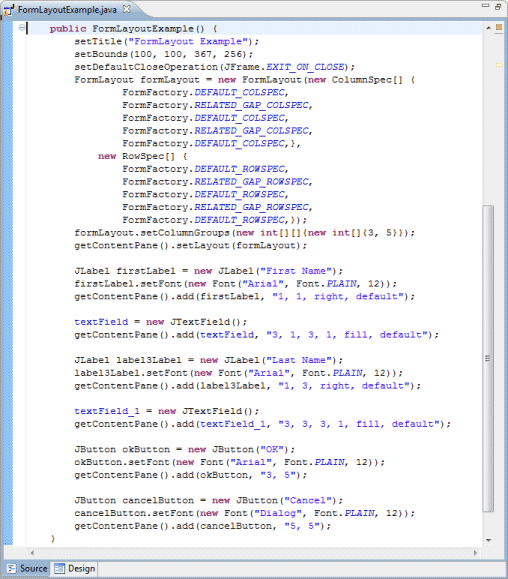 FormLayoutExample.java
public FormLayoutExample() {
setTitle("FormLayout Example");
setBounds(100, 100, 367, 256);
setDefaultCloseOperation(JFrame.EXIT_ON_CLOSE);
FormLayout formLayout = new FormLayout(new ColumnSpec[] {
FormFactory.DEFAULT_COLSPEC,
FormFactory.RELATED_GAP_COLSPEC,
FormFactory.DEFAULT_COLSPEC,
FormFactory.RELATED_GAP_COLSPEC,
FormFactory.DEFAULT_COLSPEC,},
new RowSpec[] {
FormFactory.DEFAULT_ROWSPEC,
FormFactory.RELATED_GAP_ROWSPEC,
FormFactory.DEFAULT_ROWSPEC,
FormFactory.RELATED_GAP_ROWSPEC,
FormFactory.DEFAULT_ROWSPEC,});
formLayout.setColumnGroups(new int[][]{new int[]{3, 5}});
getContentPane().setLayout(formLayout);
JLabel firstLabel = new JLabel("First Name");
firstLabel.setFont(new Font("Arial", Font.PLAIN, 12));
getContentPane().add(firstLabel, "1, 1, right, default");
textField = new JTextField();
getContentPane().add(textField, "3, 1, 3, 1, fill, default");
JLabel label3Label = new JLabel("Last Name");
label3Label.setFont(new Font("Arial", Font.PLAIN, 12));
getContentPane().add(label3Label, "1, 3, right, default");
textField_1 = new JTextField();
getContentPane().add(textField_1, "3, 3, 3, 1, fill, default");
JButton okButton = new JButton("OK");
okButton.setFont(new Font("Arial", Font.PLAIN, 12));
getContentPane().add(okButton, "3, 5");
JButton cancelButton = new JButton("Cancel");
cancelButton.setFont(new Font("Dialog", Font.PLAIN, 12));
getContentPane().add(cancelButton, "5, 5");
}
Source Design